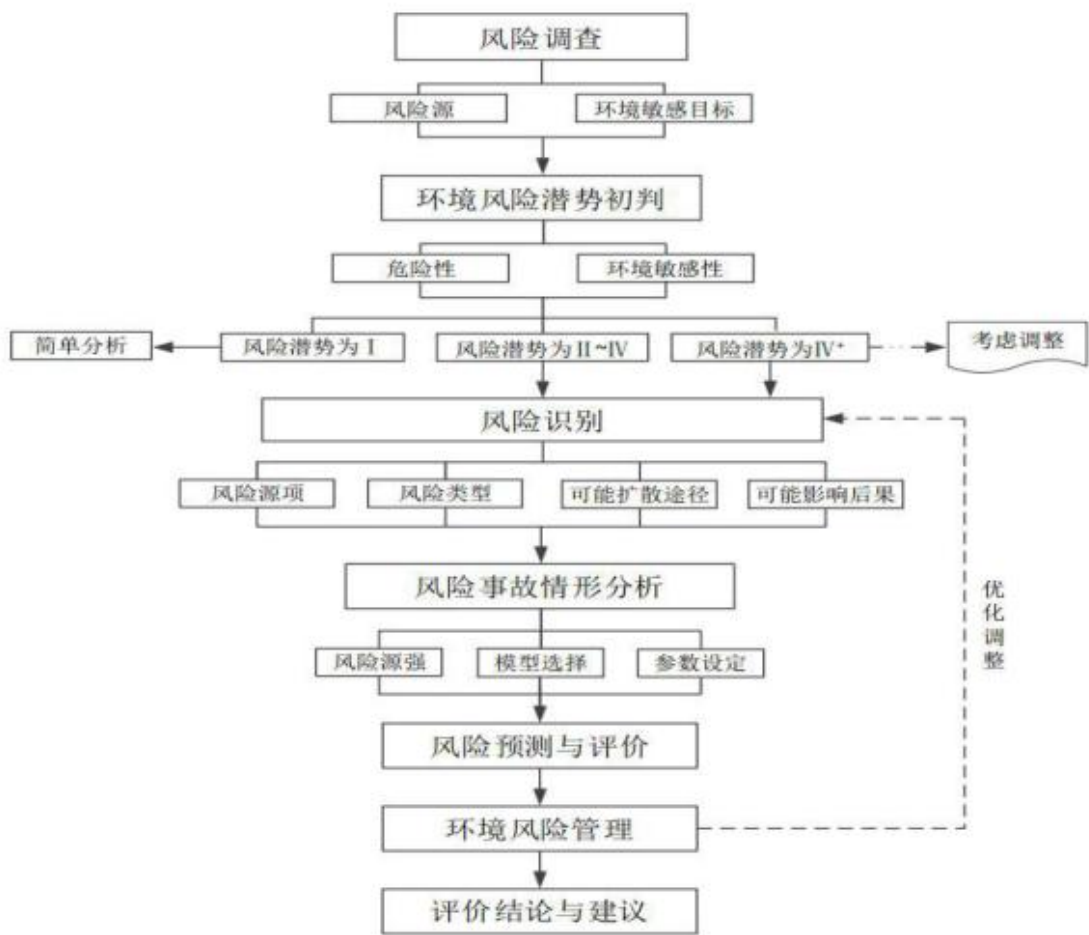 风险调查
风险源
环境敏感目标
环境风险潜势初判
危险性
环境敏感性
简单分析
风险潜势为Ⅰ
风险潜势为Ⅱ~Ⅳ
风险潜势为Ⅳ⁺
考虑调整
风险识别
风险源项
风险类型
可能扩散途径
可能影响后果
风险事故情形分析
风险源强
模型选择
参数设定
优化调整
风险预测与评价
环境风险管理
评价结论与建议